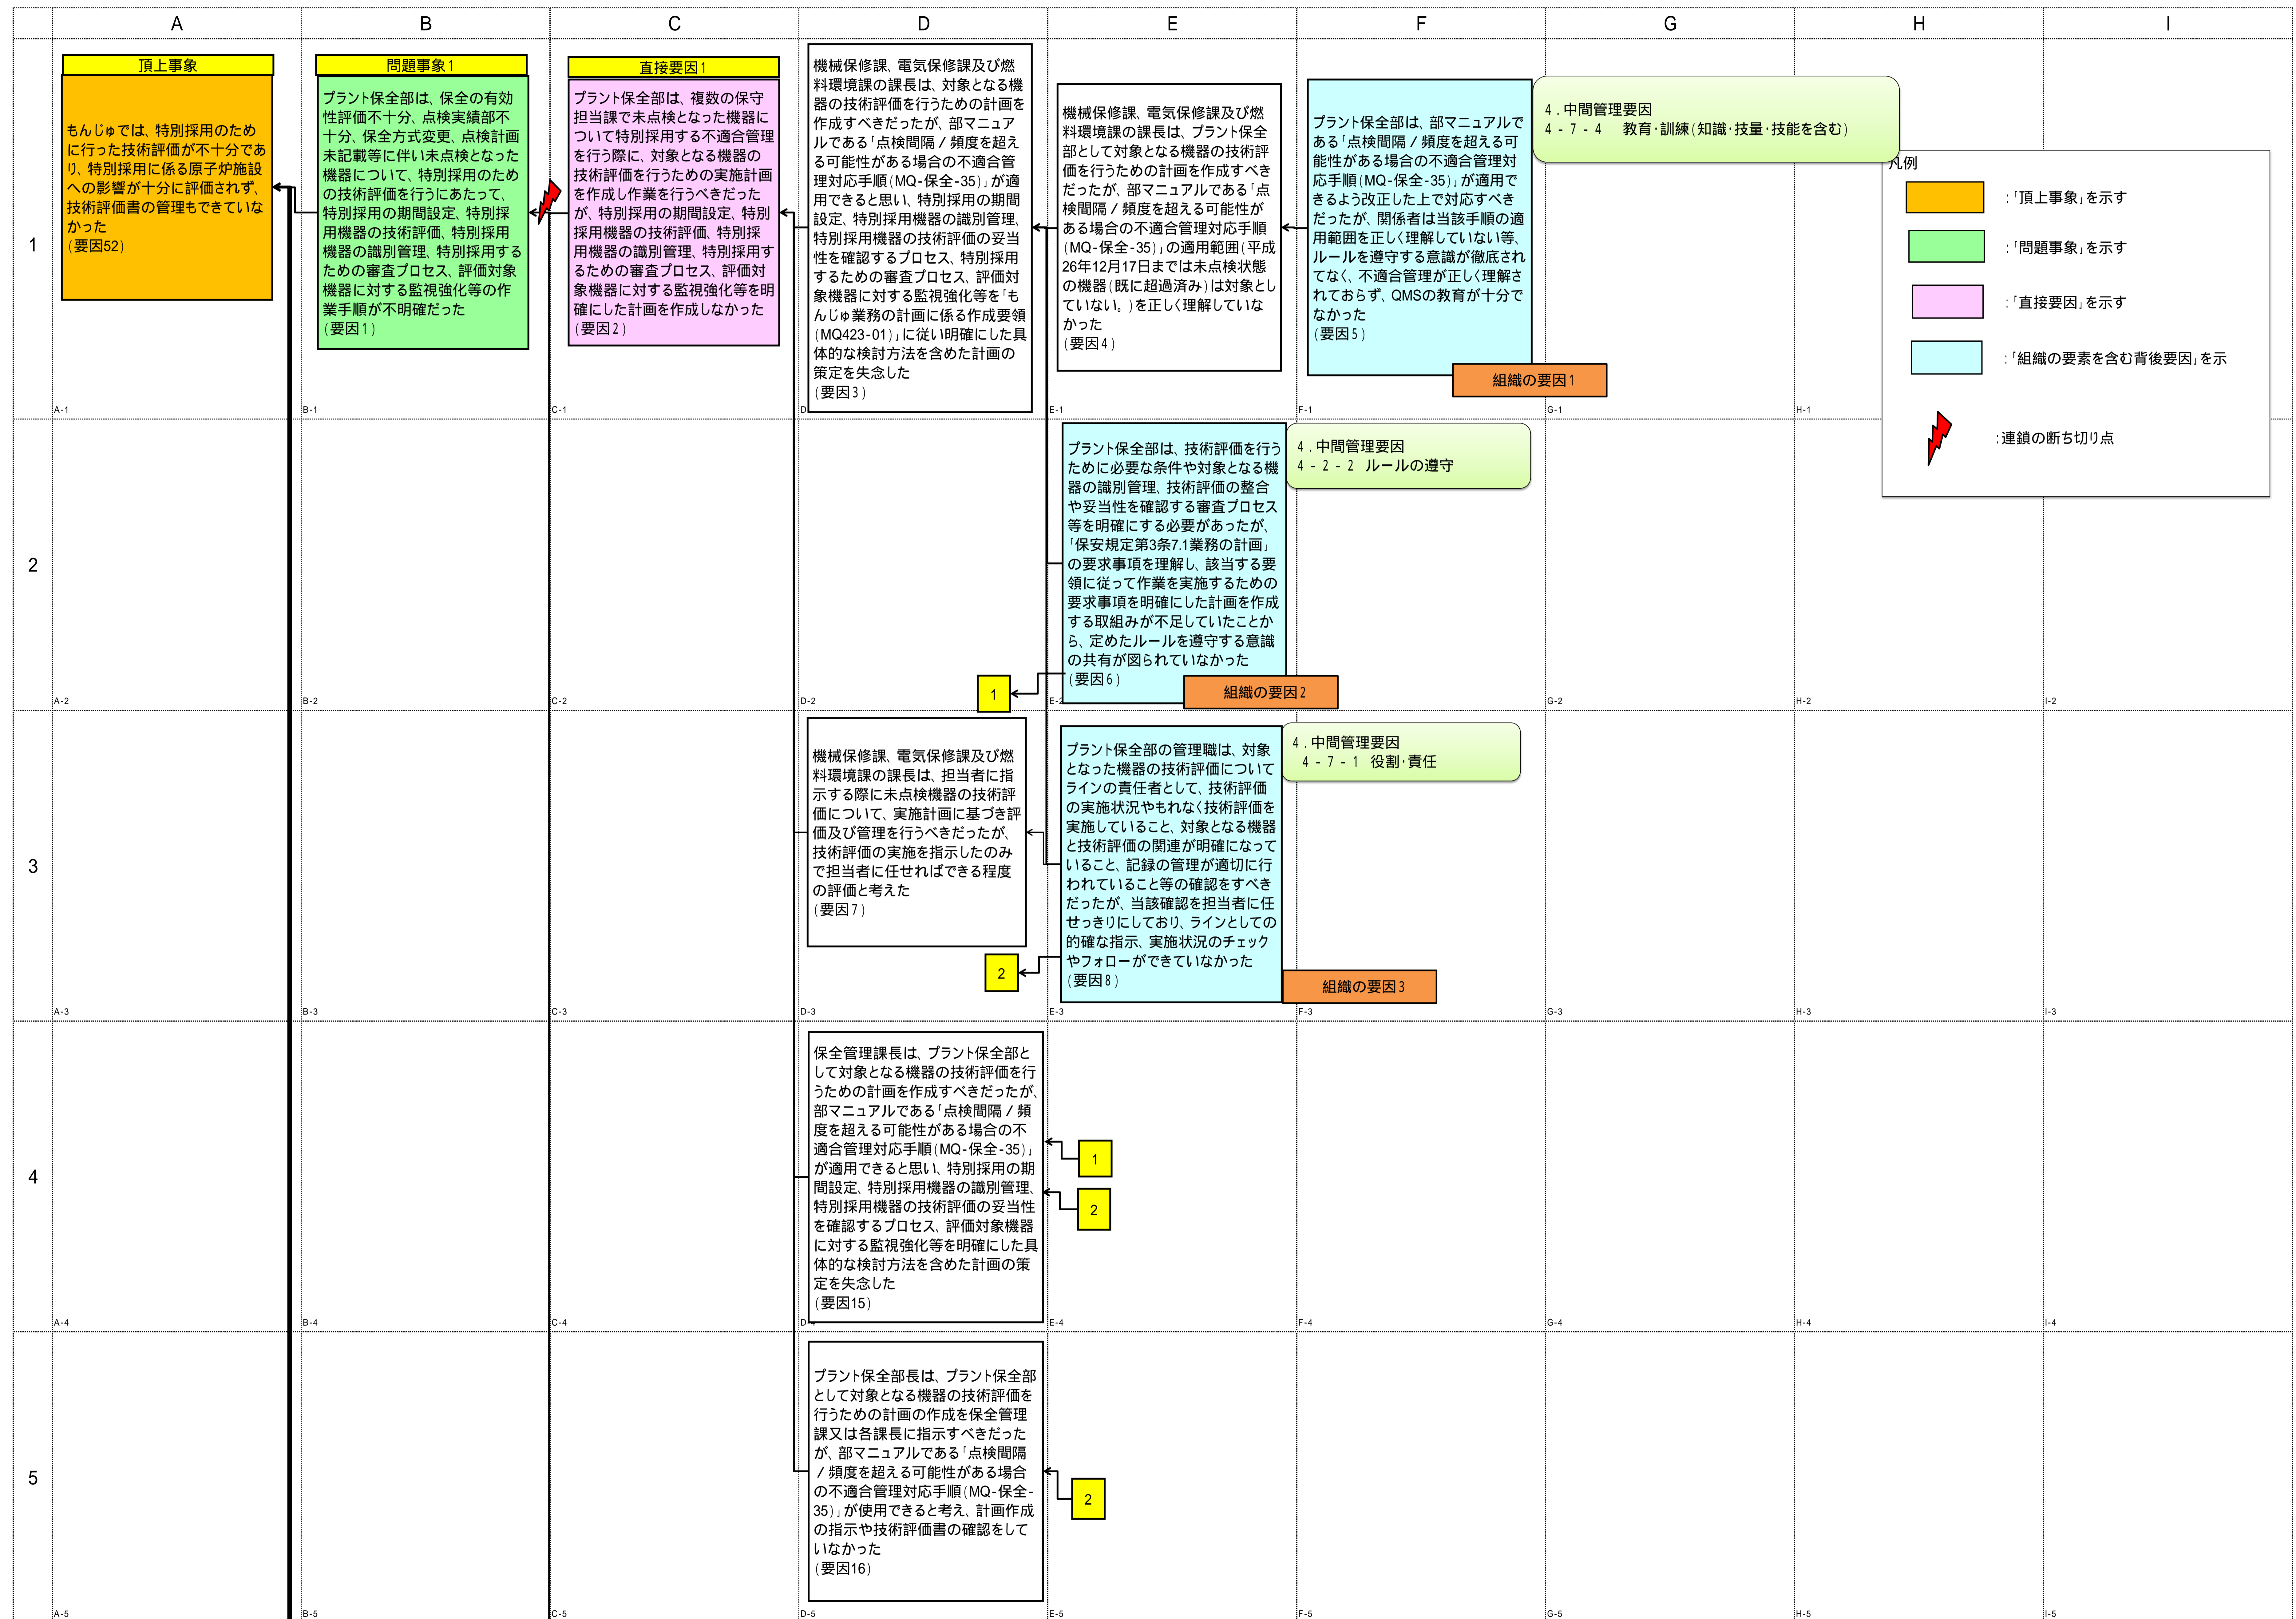 A B C D E F G H I
1
頂上事象
もんじゅでは、特別採用のため
に行った技術評価が不十分であ
り、特別採用に係る原子炉施設
への影響が十分に評価されず、
技術評価書の管理もできていな
かった
(要因52)
問題事象1
プラント保全部は、保全の有効
性評価不十分、点検実績部不
十分、保全方式変更、点検計画
未記載等に伴い未点検となった
機器について、特別採用のため
の技術評価を行うにあたって、
特別採用の期間設定、特別採
用機器の技術評価、特別採用
機器の識別管理、特別採用する
ための審査プロセス、評価対象
機器に対する監視強化等の作
業手順が不明確だった
(要因1)
直接要因1
プラント保全部は、複数の保守
担当課で未点検となった機器に
ついて特別採用する不適合管理
を行う際に、対象となる機器の
技術評価を行うための実施計画
を作成し作業を行うべきだった
が、特別採用の期間設定、特別
採用機器の技術評価、特別採
用機器の識別管理、特別採用す
るための審査プロセス、評価対
象機器に対する監視強化等を明
確にした計画を作成しなかった
(要因2)
機械保修課、電気保修課及び燃
料環境課の課長は、対象となる機
器の技術評価を行うための計画を
作成すべきだったが、部マニュア
ルである「点検間隔/頻度を超え
る可能性がある場合の不適合管
理対応手順(MQ-保全-35)」が適
用できると思い、特別採用の期間
設定、特別採用機器の識別管理、
特別採用機器の技術評価の妥当
性を確認するプロセス、特別採用
するための審査プロセス、評価対
象機器に対する監視強化等を「も
んじゅ業務の計画に係る作成要領
(MQ423-01)」に従い明確にした具
体的な検討方法を含めた計画の
策定を失念した
(要因3)
機械保修課、電気保修課及び燃
料環境課の課長は、プラント保全
部として対象となる機器の技術評
価を行うための計画を作成すべき
だったが、部マニュアルである「点
検間隔/頻度を超える可能性が
ある場合の不適合管理対応手順
(MQ-保全-35)」の適用範囲(平成
26年12月17日までは未点検状態
の機器(既に超過済み)は対象とし
ていない。)を正しく理解していな
かった
(要因4)
プラント保全部は、部マニュアルで
ある「点検間隔/頻度を超える可
能性がある場合の不適合管理対
応手順(MQ-保全-35)」が適用で
きるよう改正した上で対応すべき
だったが、関係者は当該手順の適
用範囲を正しく理解していない等、
ルールを遵守する意識が徹底され
てなく、不適合管理が正しく理解さ
れておらず、QMSの教育が十分で
なかった
(要因5)
組織の要因1
4.中間管理要因
4-7-4 教育・訓練(知識・技量・技能を含む)
凡例
:「頂上事象」を示す
:「問題事象」を示す
:「直接要因」を示す
:「組織の要素を含む背後要因」を示
:連鎖の断ち切り点
A-1 B-1 C-1 D E-1 F-1 G-1 H-1
2
プラント保全部は、技術評価を行う
ために必要な条件や対象となる機
器の識別管理、技術評価の整合
や妥当性を確認する審査プロセス
等を明確にする必要があったが、
「保安規定第3条7.1業務の計画」
の要求事項を理解し、該当する要
領に従って作業を実施するための
要求事項を明確にした計画を作成
する取組みが不足していたことか
ら、定めたルールを遵守する意識
の共有が図られていなかった
(要因6)
4.中間管理要因
4-2-2 ルールの遵守
1
組織の要因2
A-2 B-2 C-2 D-2 E-2 G-2 H-2 I-2
3
機械保修課、電気保修課及び燃
料環境課の課長は、担当者に指
示する際に未点検機器の技術評
価について、実施計画に基づき評
価及び管理を行うべきだったが、
技術評価の実施を指示したのみ
で担当者に任せればできる程度
の評価と考えた
(要因7)
2
プラント保全部の管理職は、対象
となった機器の技術評価について
ラインの責任者として、技術評価
の実施状況やもれなく技術評価を
実施していること、対象となる機器
と技術評価の関連が明確になって
いること、記録の管理が適切に行
われていること等の確認をすべき
だったが、当該確認を担当者に任
せっきりにしており、ラインとしての
的確な指示、実施状況のチェック
やフォローができていなかった
(要因8)
4.中間管理要因
4-7-1 役割・責任
組織の要因3
A-3 B-3 C-3 D-3 E-3 F-3 G-3 H-3 I-3
4
保全管理課長は、プラント保全部と
して対象となる機器の技術評価を行
うための計画を作成すべきだったが、
部マニュアルである「点検間隔/頻
度を超える可能性がある場合の不
適合管理対応手順(MQ-保全-35)」
が適用できると思い、特別採用の期
間設定、特別採用機器の識別管理、
特別採用機器の技術評価の妥当性
を確認するプロセス、評価対象機器
に対する監視強化等を明確にした具
体的な検討方法を含めた計画の策
定を失念した
(要因15)
1
2
A-4 B-4 C-4 D-4 E-4 F-4 G-4 H-4 I-4
5
プラント保全部長は、プラント保全部
として対象となる機器の技術評価を
行うための計画の作成を保全管理
課又は各課長に指示すべきだった
が、部マニュアルである「点検間隔
/頻度を超える可能性がある場合
の不適合管理対応手順(MQ-保全-
35)」が使用できると考え、計画作成
の指示や技術評価書の確認をして
いなかった
(要因16)
2
A-5 B-5 C-5 D-5 E-5 F-5 G-5 H-5 I-5